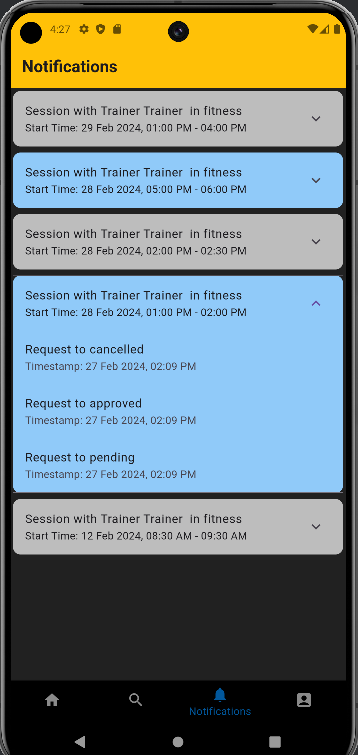 4:27
Notifications
Session with Trainer Trainer  in fitness
Start Time: 29 Feb 2024, 01:00 PM - 04:00 PM
Session with Trainer Trainer  in fitness
Start Time: 28 Feb 2024, 05:00 PM - 06:00 PM
Session with Trainer Trainer  in fitness
Start Time: 28 Feb 2024, 02:00 PM - 02:30 PM
Session with Trainer Trainer  in fitness
Start Time: 28 Feb 2024, 01:00 PM - 02:00 PM
Request to cancelled
Timestamp: 27 Feb 2024, 02:09 PM
Request to approved
Timestamp: 27 Feb 2024, 02:09 PM
Request to pending
Timestamp: 27 Feb 2024, 02:09 PM
Session with Trainer Trainer  in fitness
Start Time: 12 Feb 2024, 08:30 AM - 09:30 AM
Notifications